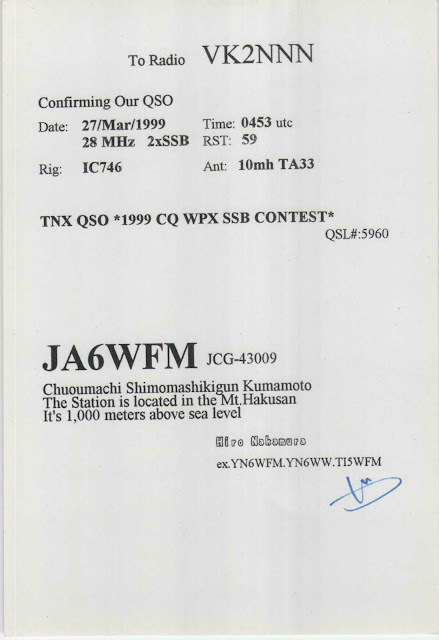 To Radio VK2NNN
Confirming Our QSO
Date: 27/Mar/1999 Time: 0453 utc
28 MHz 2xSSB RST: 59
Rig: IC746 Ant: 10mh TA33
TNX QSO *1999 CQ WPX SSB CONTEST*
QSL#:5960
JA6WFM JCG-43009
Chuoumachi Shimomashikigun Kumamoto
The Station is located in the Mt.Hakusan
It's 1,000 meters above sea level
Hiro Nakamura
ex.YN6WFM.YN6WW.TI5WFM